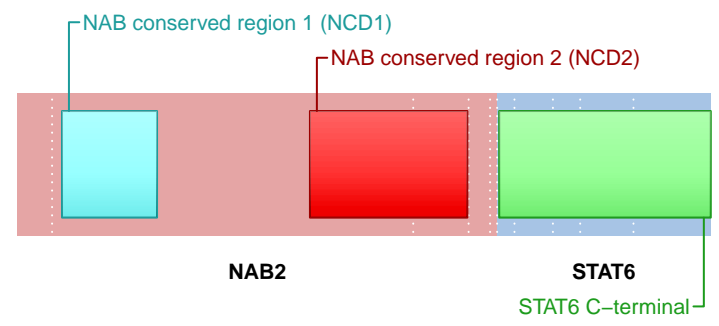 NAB conserved region 1 (NCD1)
NAB conserved region 2 (NCD2)
NAB2
STAT6
STAT6 C−terminal